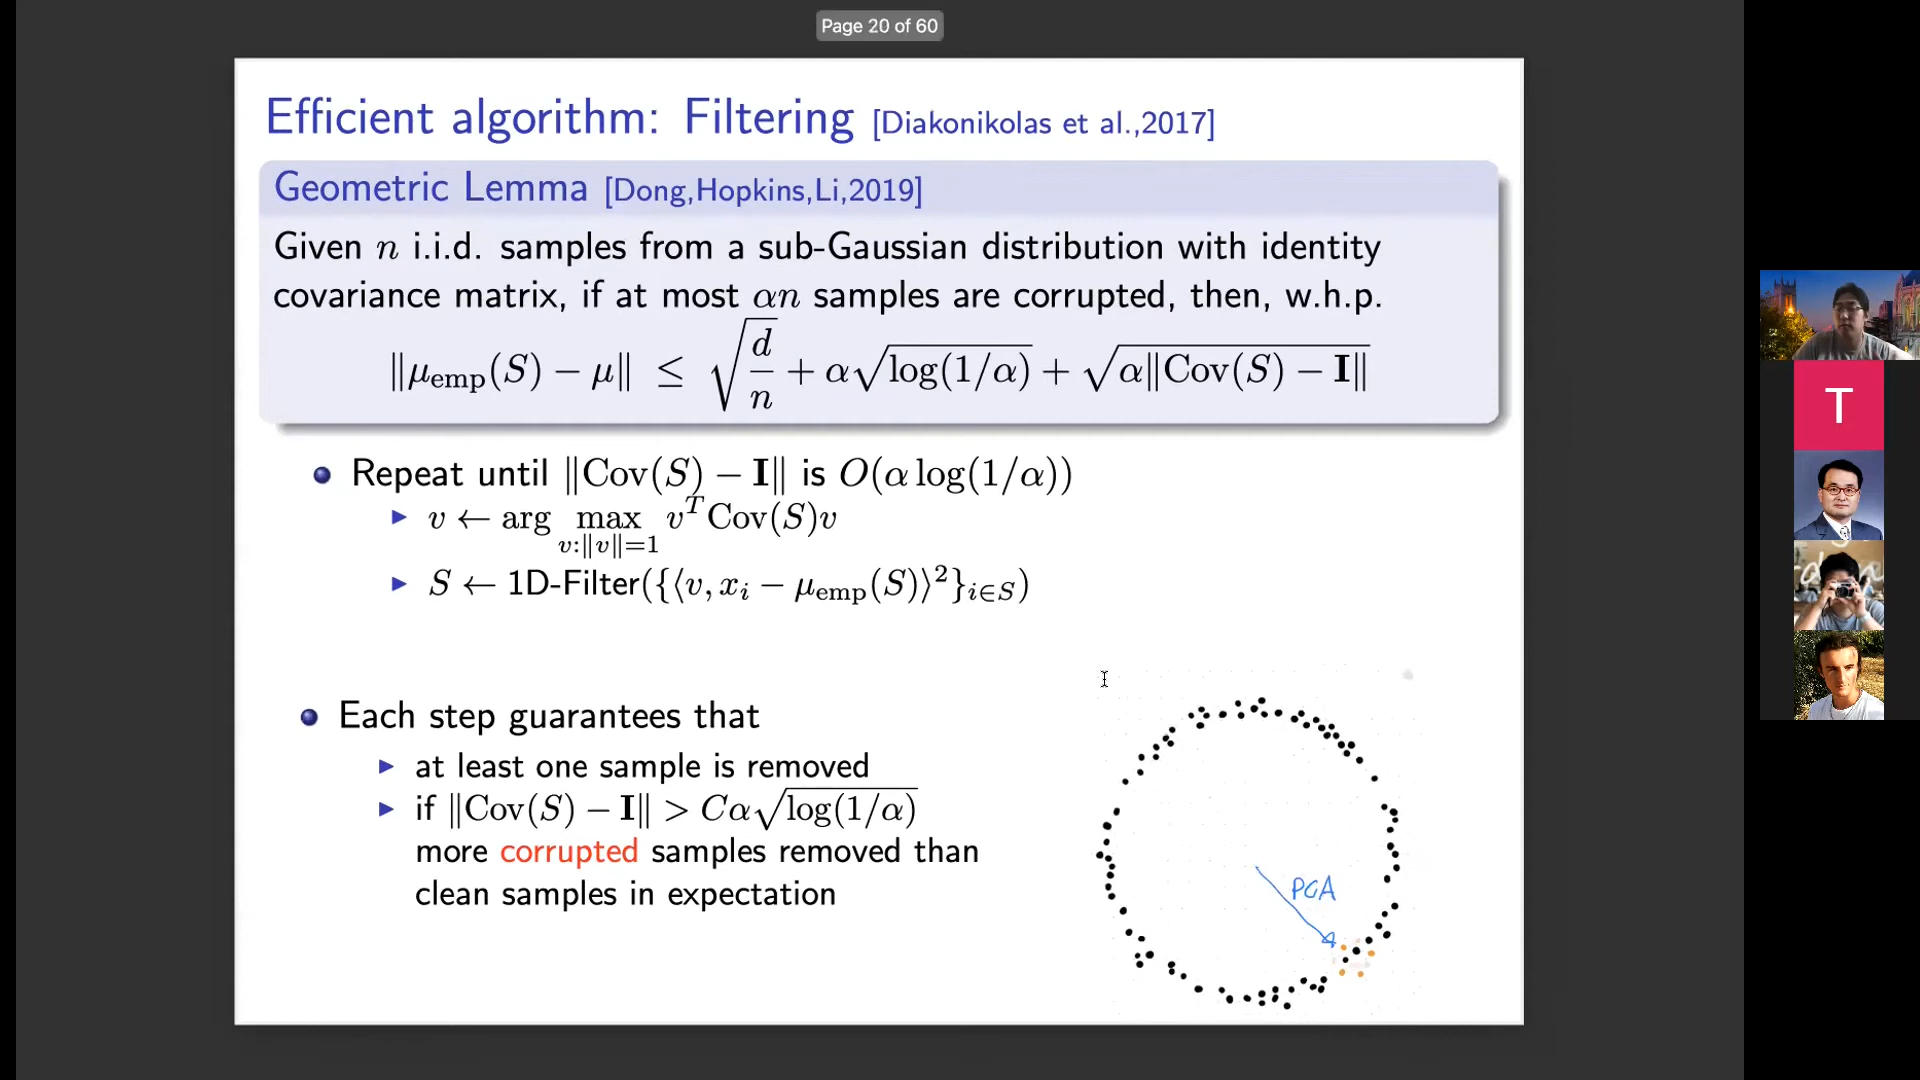 Page 20 of 60
Efficient algorithm: Filtering [Diakonikolas et al.,2017]
Geometric Lemma [Dong,Hopkins,Li,2019]
Given n i.i.d. samples from a sub-Gaussian distribution with identity
covariance matrix, if at most αn samples are corrupted, then, w.h.p.
‖μ_emp(S) − μ‖ ≤ √(d/n) + α√(log(1/α)) + √(α‖Cov(S) − I‖)
Repeat until ‖Cov(S) − I‖ is O(α log(1/α))
v ← arg max_{v:‖v‖=1} v^T Cov(S)v
S ← 1D-Filter({⟨v, x_i − μ_emp(S)⟩²}_{i∈S})
Each step guarantees that
at least one sample is removed
if ‖Cov(S) − I‖ > Cα√(log(1/α))
more corrupted samples removed than
clean samples in expectation
PCA
T